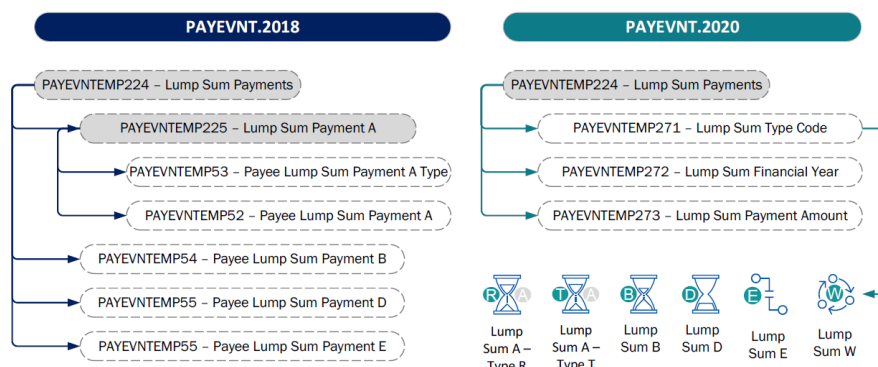 PAYEVNT.2018
PAYEVNTEMP224 – Lump Sum Payments
PAYEVNTEMP225 – Lump Sum Payment A
PAYEVNTEMP53 – Payee Lump Sum Payment A Type
PAYEVNTEMP52 – Payee Lump Sum Payment A
PAYEVNTEMP54 – Payee Lump Sum Payment B
PAYEVNTEMP55 – Payee Lump Sum Payment D
PAYEVNTEMP55 – Payee Lump Sum Payment E
PAYEVNT.2020
PAYEVNTEMP224 – Lump Sum Payments
PAYEVNTEMP271 – Lump Sum Type Code
PAYEVNTEMP272 – Lump Sum Financial Year
PAYEVNTEMP273 – Lump Sum Payment Amount
R A
Lump
Sum A –
Type R
T A
Lump
Sum A –
Type T
B
Lump
Sum B
D
Lump
Sum D
E
Lump
Sum E
W
Lump
Sum W